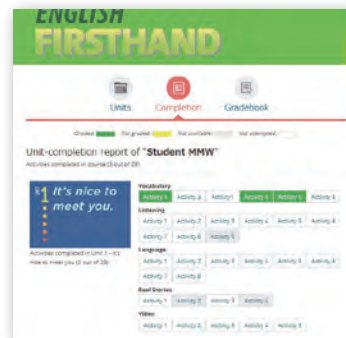 ENGLISH
FIRSTHAND
Units
Completion
Gradebook
Graded: Not graded: Not available: Not attempted:
Unit-completion report of "Student MMW"
Activities completed in course (3 out of 29)
1 It's nice to
meet you.
Vocabulary
Activity 1 Activity 2 Activity 3 Activity 4 Activity 5 Activity 6
Listening
Activity 1 Activity 2 Activity 3 Activity 4 Activity 5 Activity 6
Activity 7 Activity 8 Activity 9
Language
Activity 1 Activity 2 Activity 3 Activity 4 Activity 5 Activity 6
Activity 7 Activity 8
Real Stories
Activity 1 Activity 2 Activity 3 Activity 4
Video
Activity 1 Activity 2 Activity 3 Activity 4 Activity 5
Activities completed in Unit 1 - It's
nice to meet you (3 out of 29)